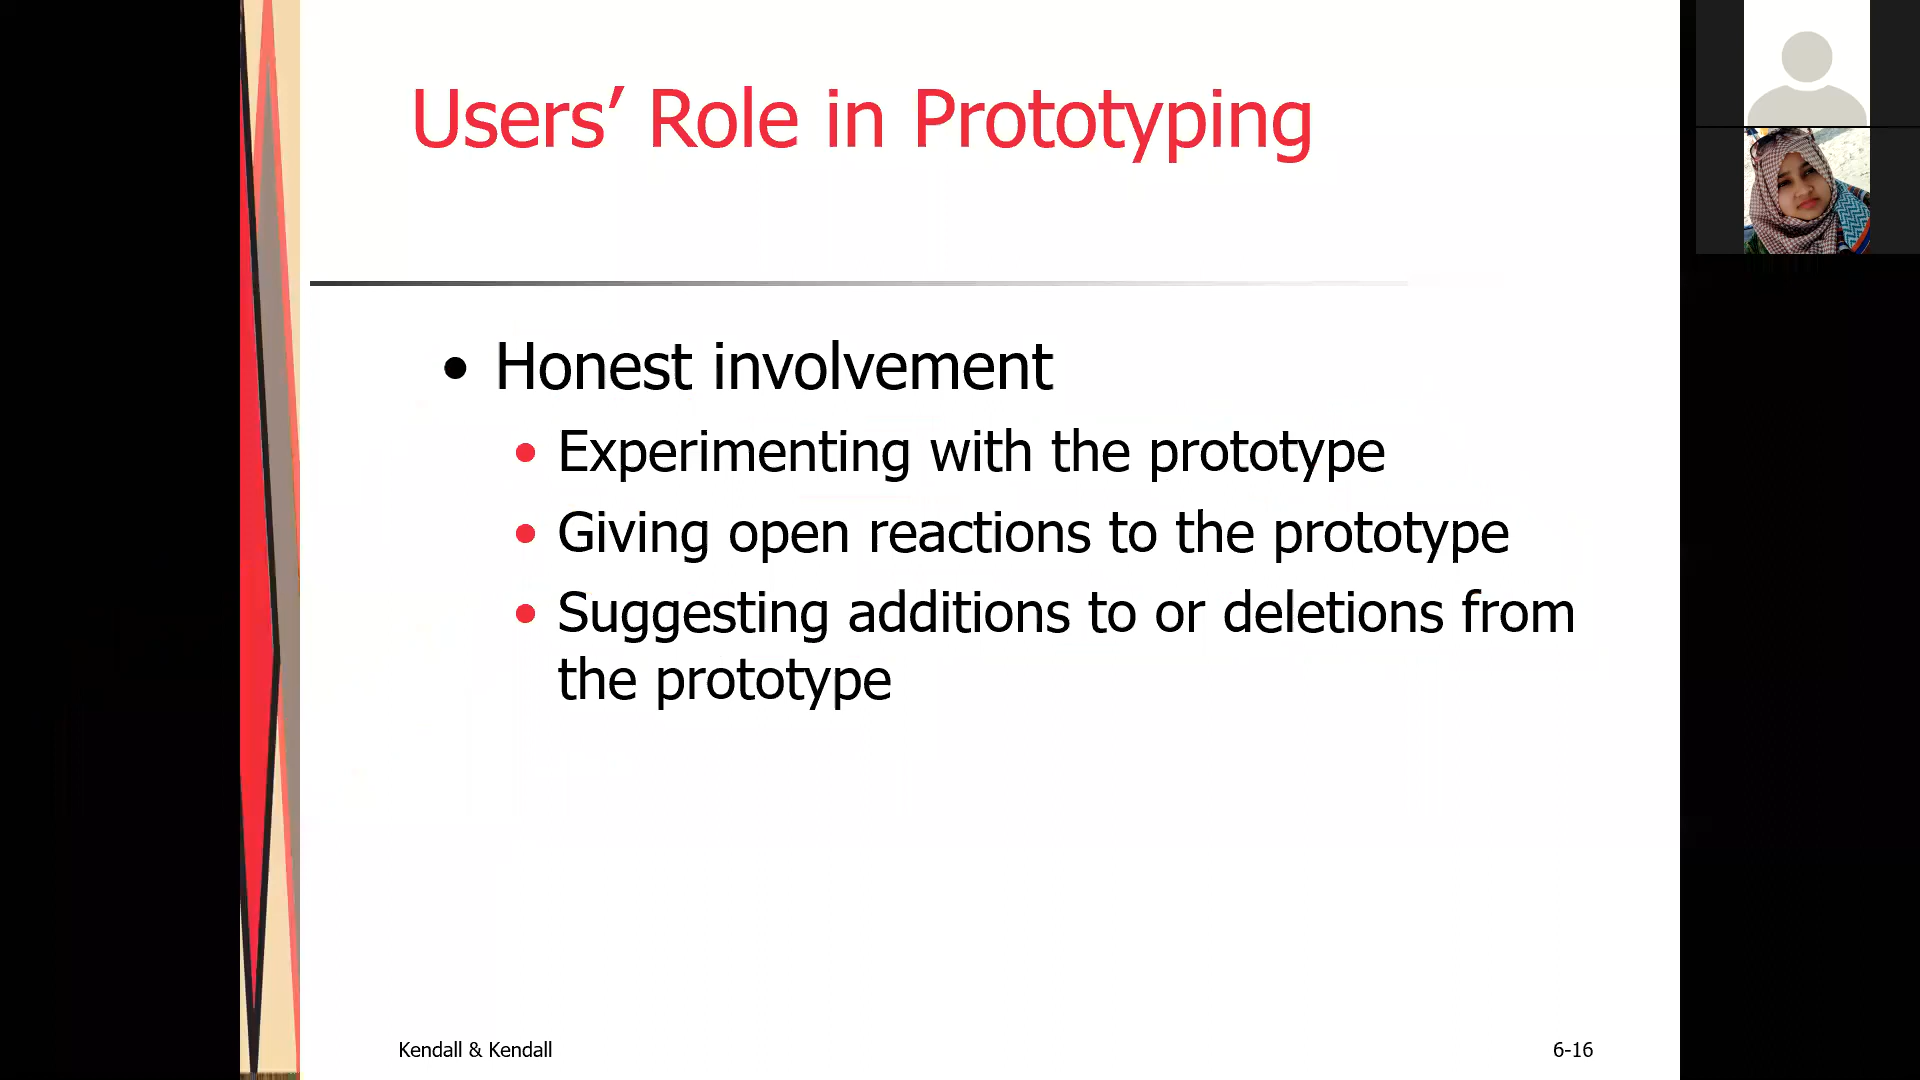 Users’ Role in Prototyping
• Honest involvement
• Experimenting with the prototype
• Giving open reactions to the prototype
• Suggesting additions to or deletions from
the prototype
Kendall & Kendall
6-16